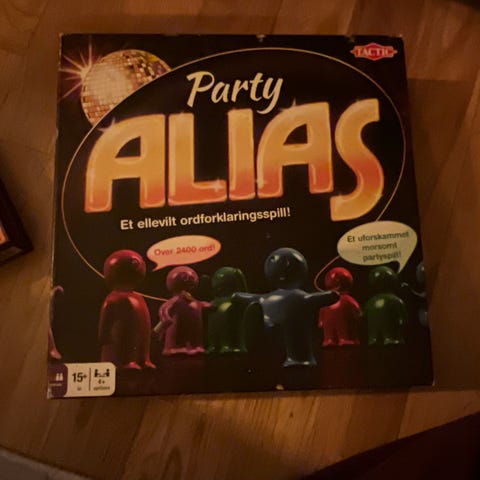 TACTIC
Party
ALIAS
Et ellevilt ordforklaringsspill!
Over 2400 ord!
Et uforskammet
morsomt
partyspill!
15+
4+